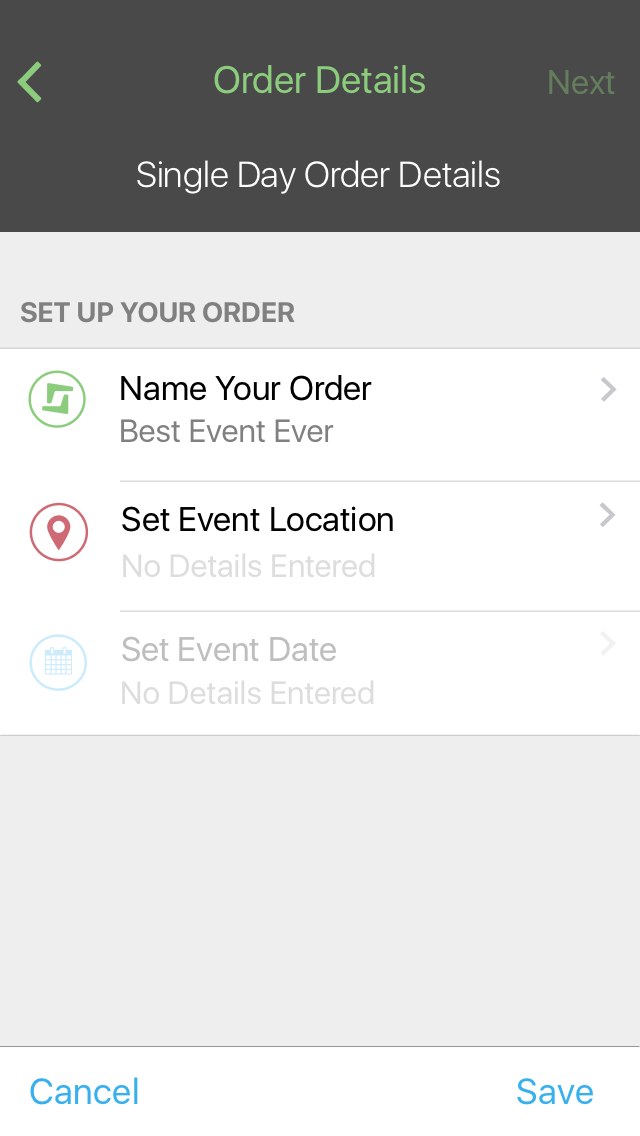 Order Details
Next
Single Day Order Details
SET UP YOUR ORDER
Name Your Order
Best Event Ever
Set Event Location
No Details Entered
Set Event Date
No Details Entered
Cancel
Save